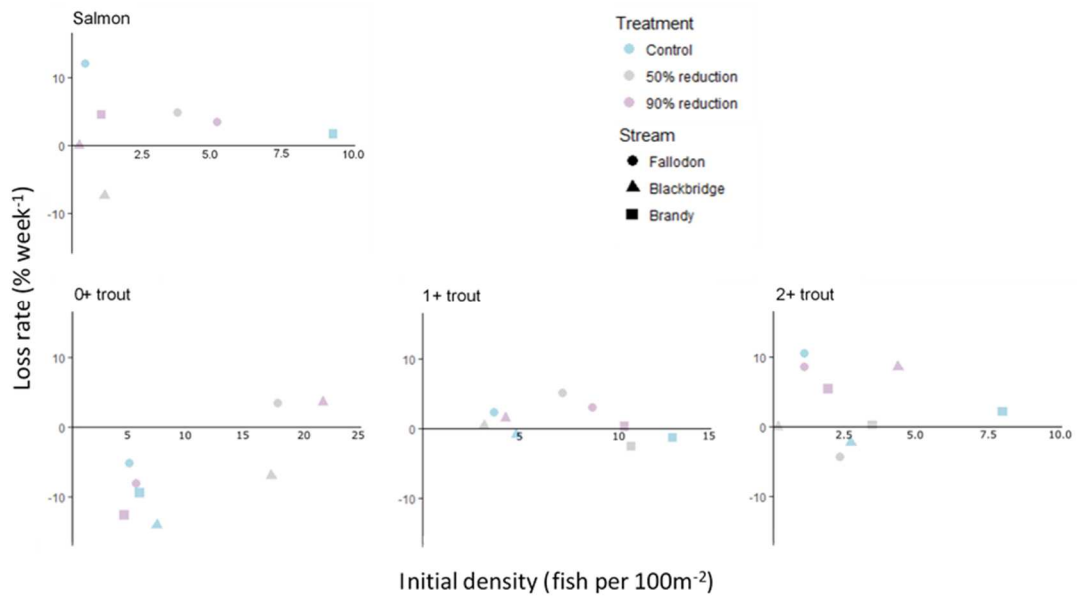 Salmon
10
0
-10
2.5 5.0 7.5 10.0
Treatment
Control
50% reduction
90% reduction
Stream
Fallodon
Blackbridge
Brandy
Loss rate (% week-1)
0+ trout
10
0
-10
5 10 15 20 25
1+ trout
10
0
-10
5 10 15
2+ trout
10
0
-10
2.5 5.0 7.5 10.0
Initial density (fish per 100m-2)